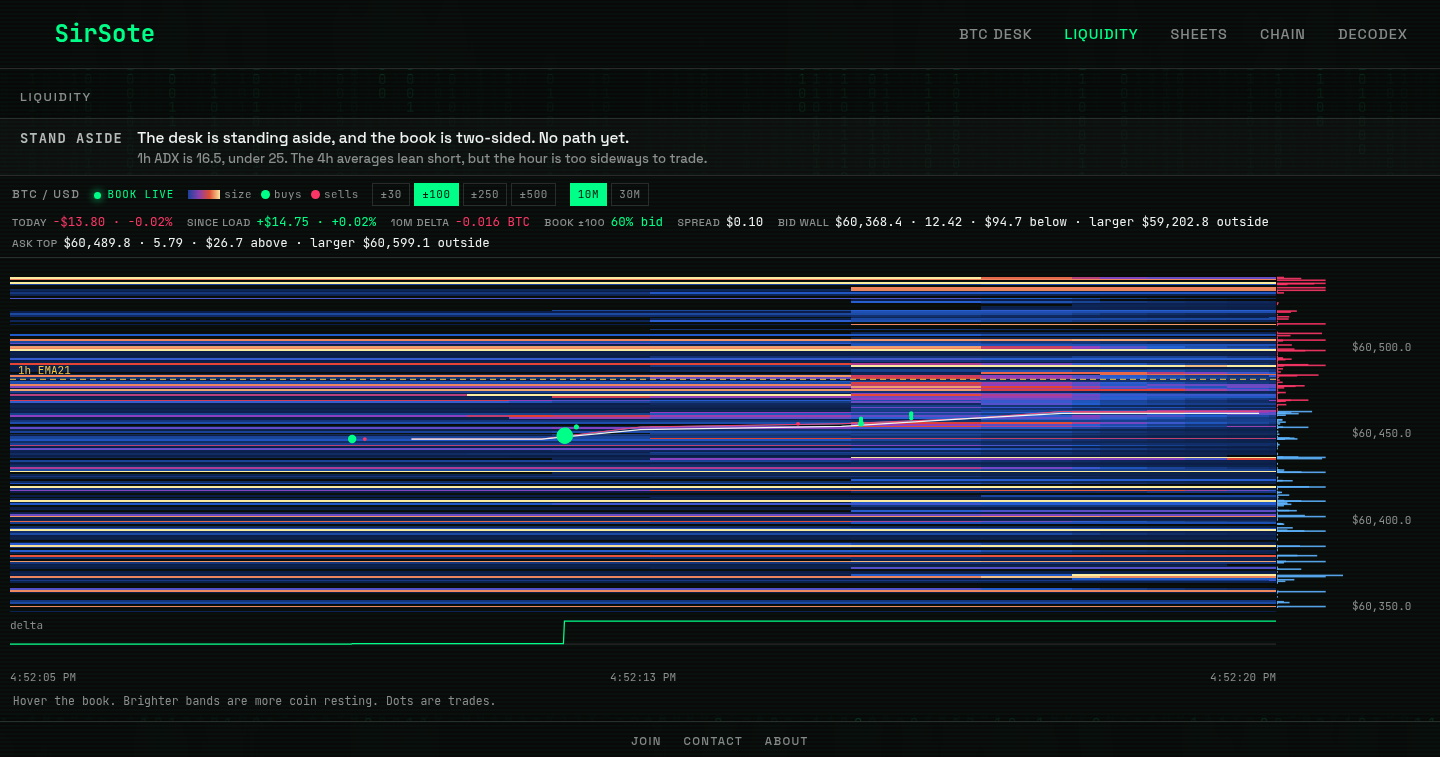 SirSote
BTC DESK LIQUIDITY SHEETS CHAIN DECODEX
LIQUIDITY
STAND ASIDE The desk is standing aside, and the book is two-sided. No path yet.
1h ADX is 16.5, under 25. The 4h averages lean short, but the hour is too sideways to trade.
BTC / USD BOOK LIVE size buys sells ±30 ±100 ±250 ±500 10M 30M
TODAY -$13.80 · -0.02% SINCE LOAD +$14.75 · +0.02% 10M DELTA -0.016 BTC BOOK ±100 60% bid SPREAD $0.10 BID WALL $60,368.4 · 12.42 · $94.7 below · larger $59,202.8 outside
ASK TOP $60,489.8 · 5.79 · $26.7 above · larger $60,599.1 outside
$60,500.0
1h EMA21
$60,450.0
$60,400.0
$60,350.0
delta
4:52:05 PM 4:52:13 PM 4:52:20 PM
Hover the book. Brighter bands are more coin resting. Dots are trades.
JOIN CONTACT ABOUT